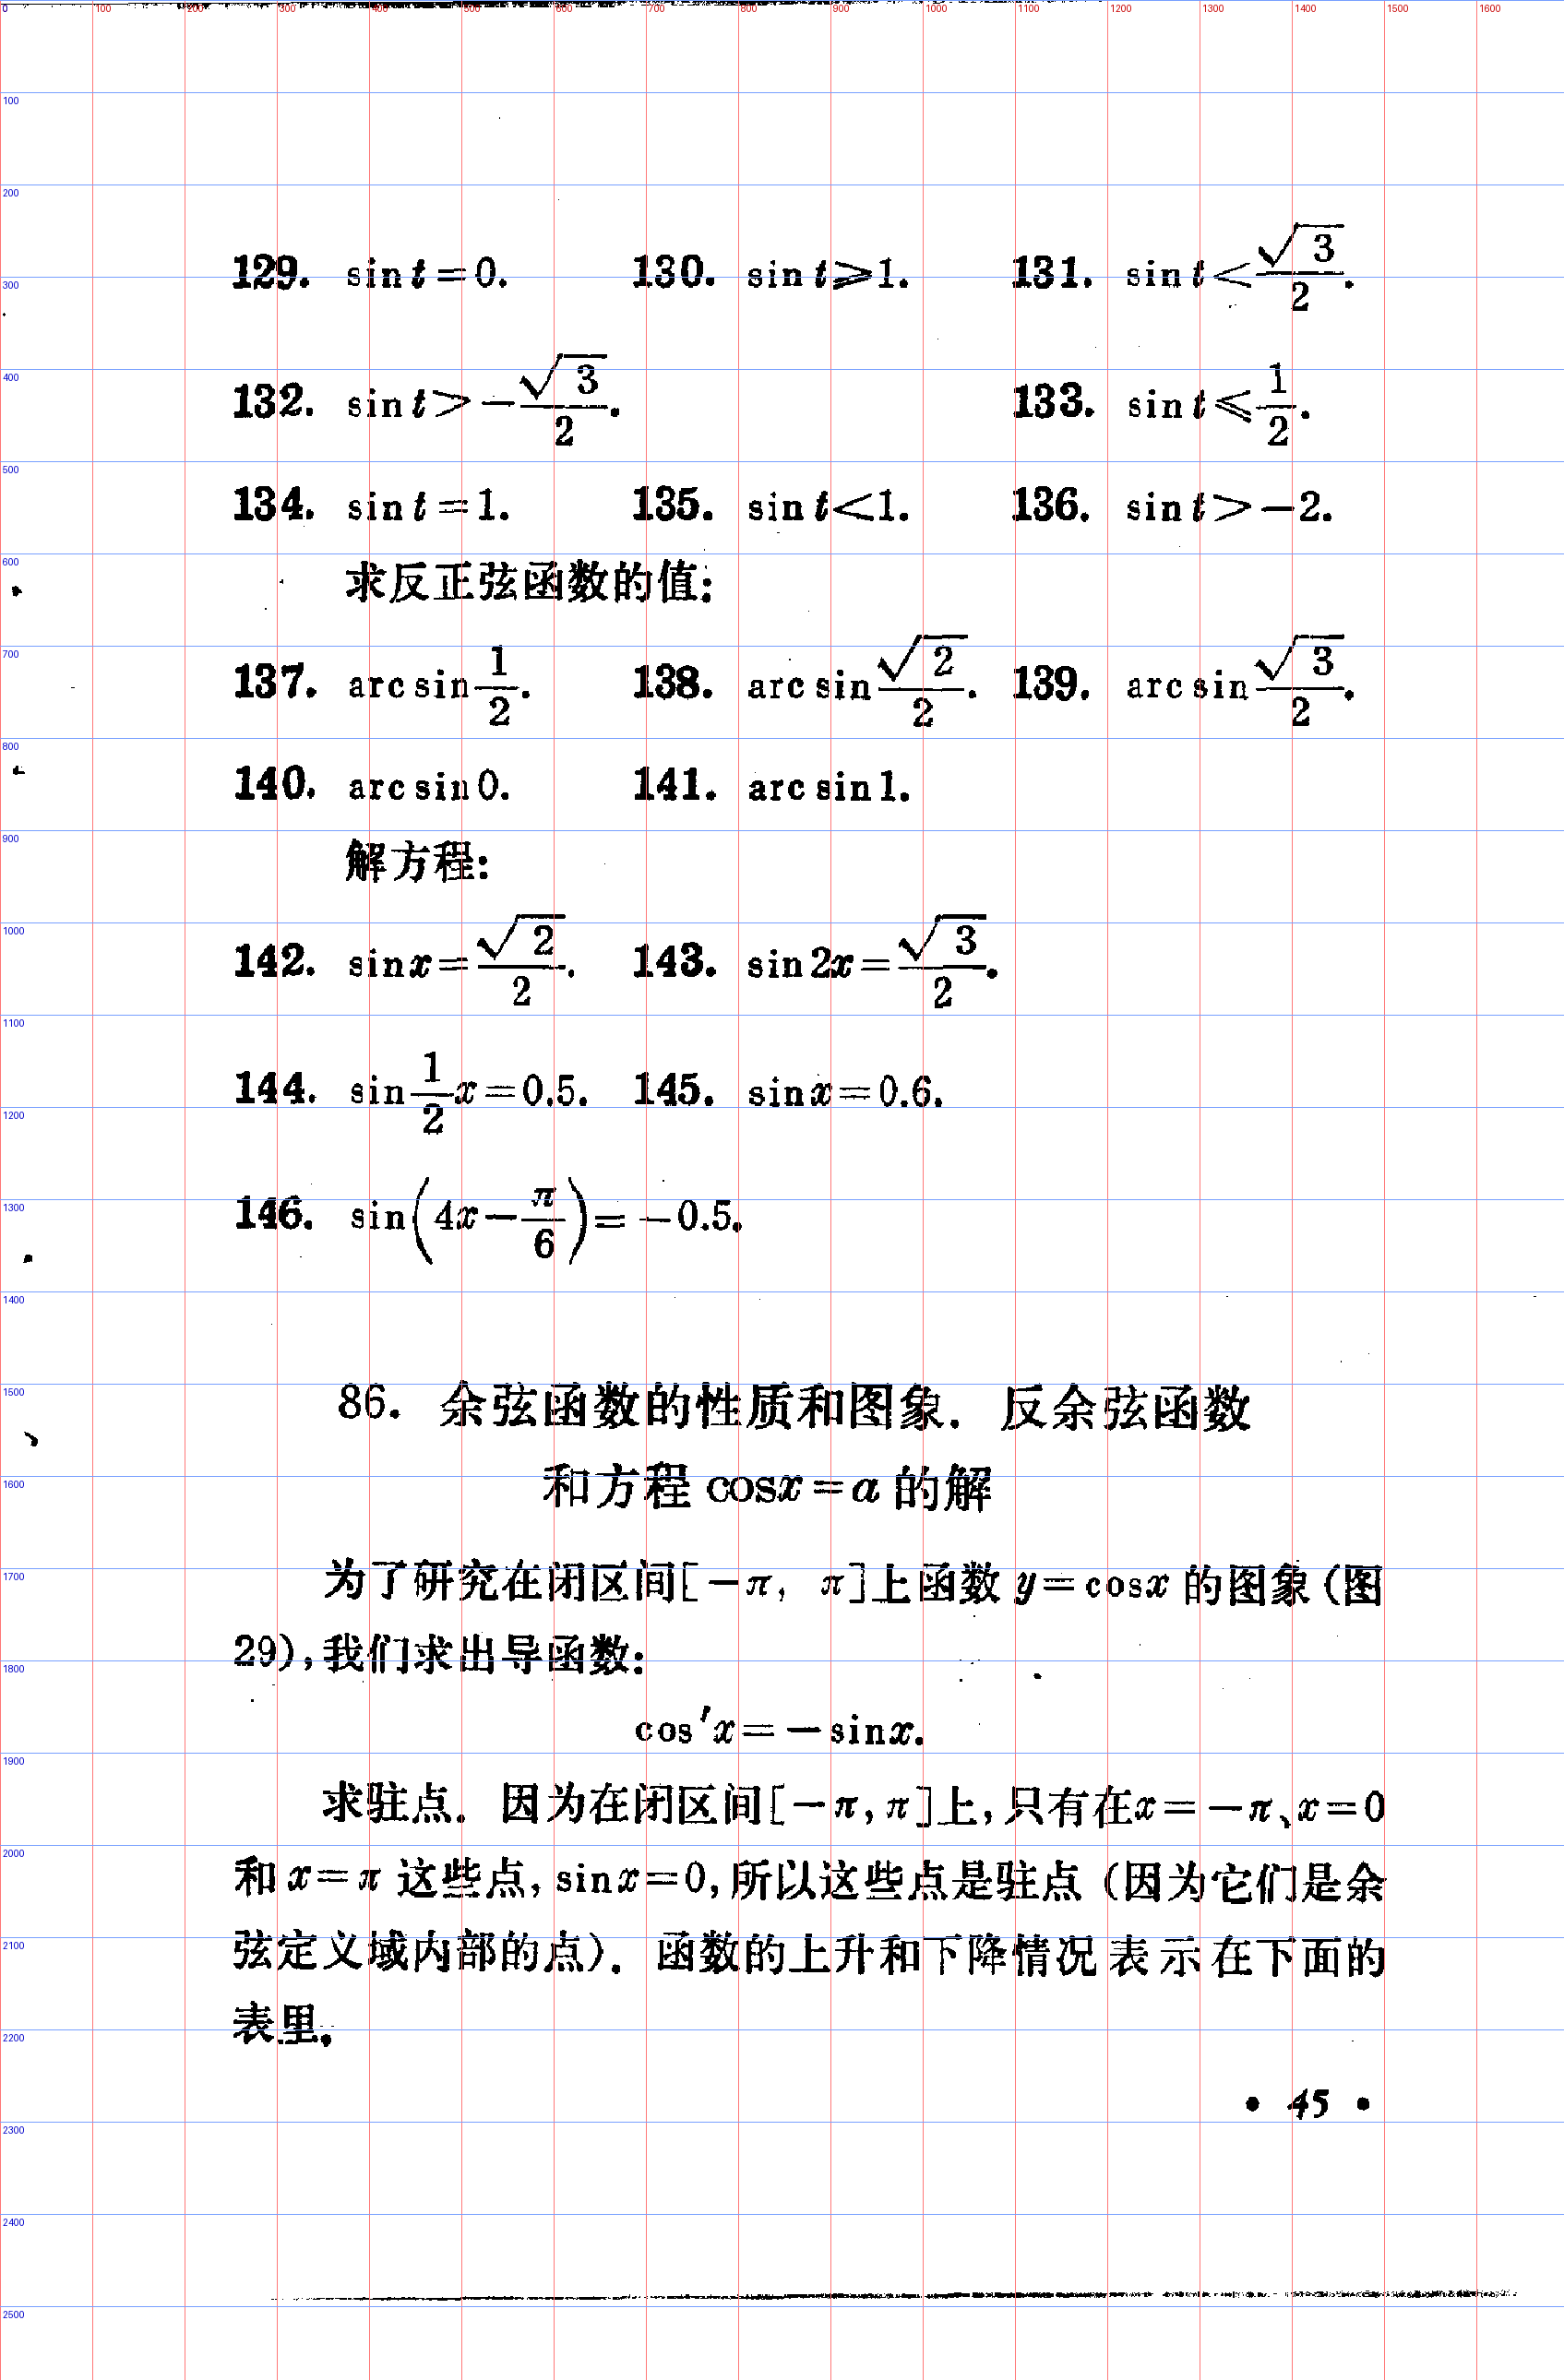 129. sin t = 0. 130. sin t ⩾ 1. 131. sin t < √3/2.
132. sin t > −√3/2. 133. sin t ⩽ 1/2.
134. sin t = 1. 135. sin t < 1. 136. sin t > −2.
求反正弦函数的值:
137. arc sin 1/2. 138. arc sin √2/2. 139. arc sin √3/2.
140. arc sin 0. 141. arc sin 1.
解方程:
142. sin x = √2/2. 143. sin 2x = √3/2.
144. sin 1/2 x = 0.5. 145. sin x = 0.6.
146. sin(4x − π/6) = −0.5.
86. 余弦函数的性质和图象. 反余弦函数
和方程 cosx = a 的解
为了研究在闭区间[−π, π]上函数 y = cosx 的图象(图
29),我们求出导函数:
cos′x = −sinx.
求驻点. 因为在闭区间[−π, π]上,只有在x = −π、x = 0
和 x = π 这些点, sinx = 0, 所以这些点是驻点 (因为它们是余
弦定义域内部的点). 函数的上升和下降情况表示在下面的
表里.
• 45 •